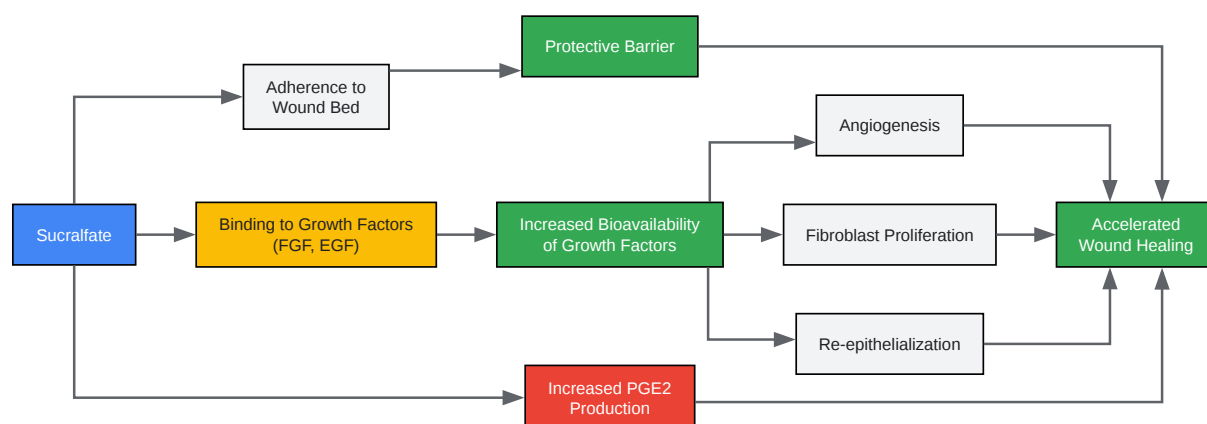 Protective Barrier
Adherence to
Wound Bed
Angiogenesis
Sucralfate
Binding to Growth Factors
(FGF, EGF)
Increased Bioavailability
of Growth Factors
Fibroblast Proliferation
Accelerated
Wound Healing
Re-epithelialization
Increased PGE2
Production